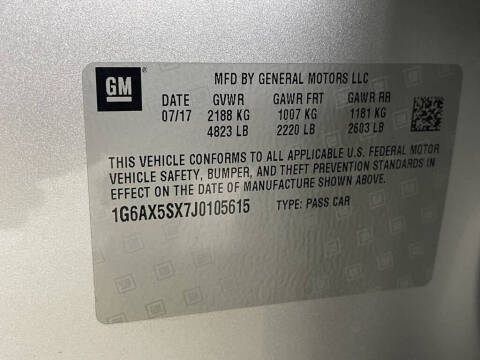 GM
MFD BY GENERAL MOTORS LLC
DATE GVWR GAWR FRT GAWR RR
07/17 2188 KG 1007 KG 1181 KG
4823 LB 2220 LB 2603 LB
THIS VEHICLE CONFORMS TO ALL APPLICABLE U.S. FEDERAL MOTOR
VEHICLE SAFETY, BUMPER, AND THEFT PREVENTION STANDARDS IN
EFFECT ON THE DATE OF MANUFACTURE SHOWN ABOVE.
1G6AX5SX7J0105615 TYPE: PASS CAR